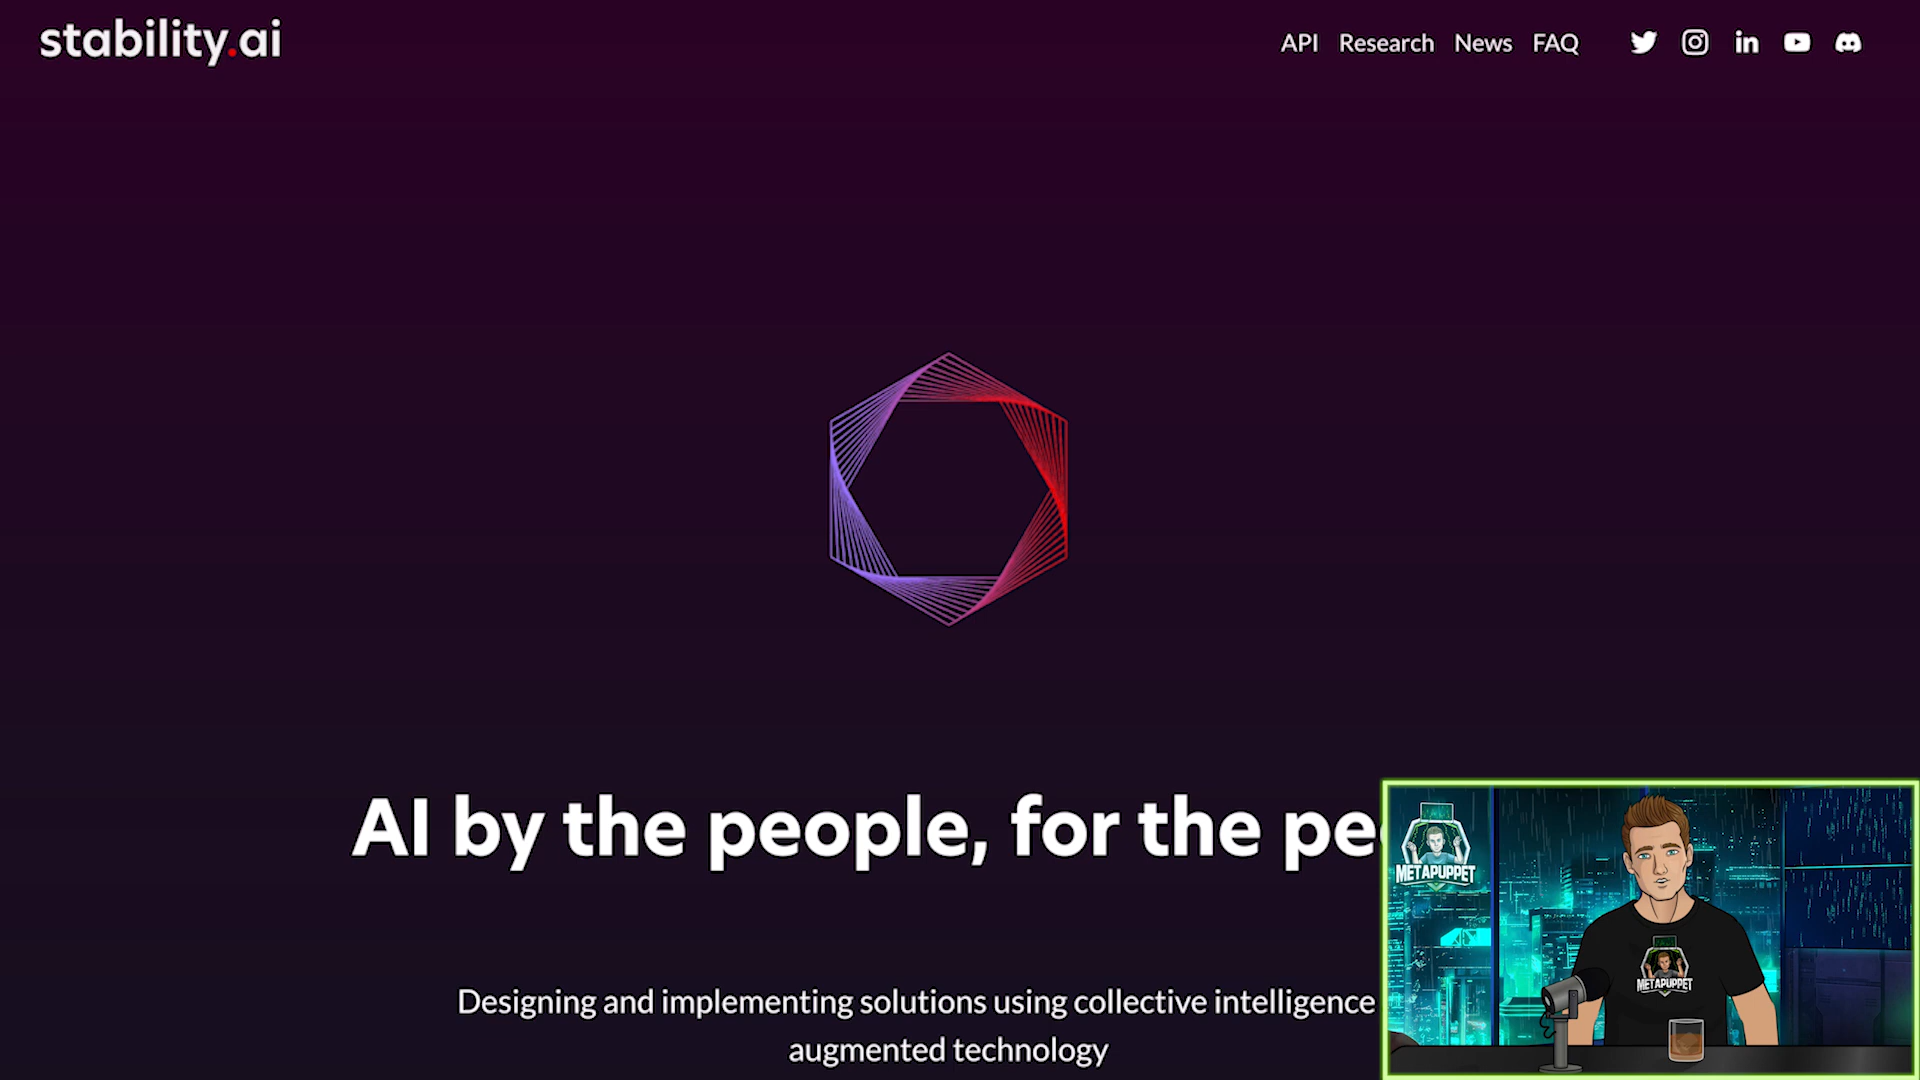 stability.ai
API Research News FAQ
AI by the people, for the pe
Designing and implementing solutions using collective intelligence
augmented technology
METAPUPPET
METAPUPPET